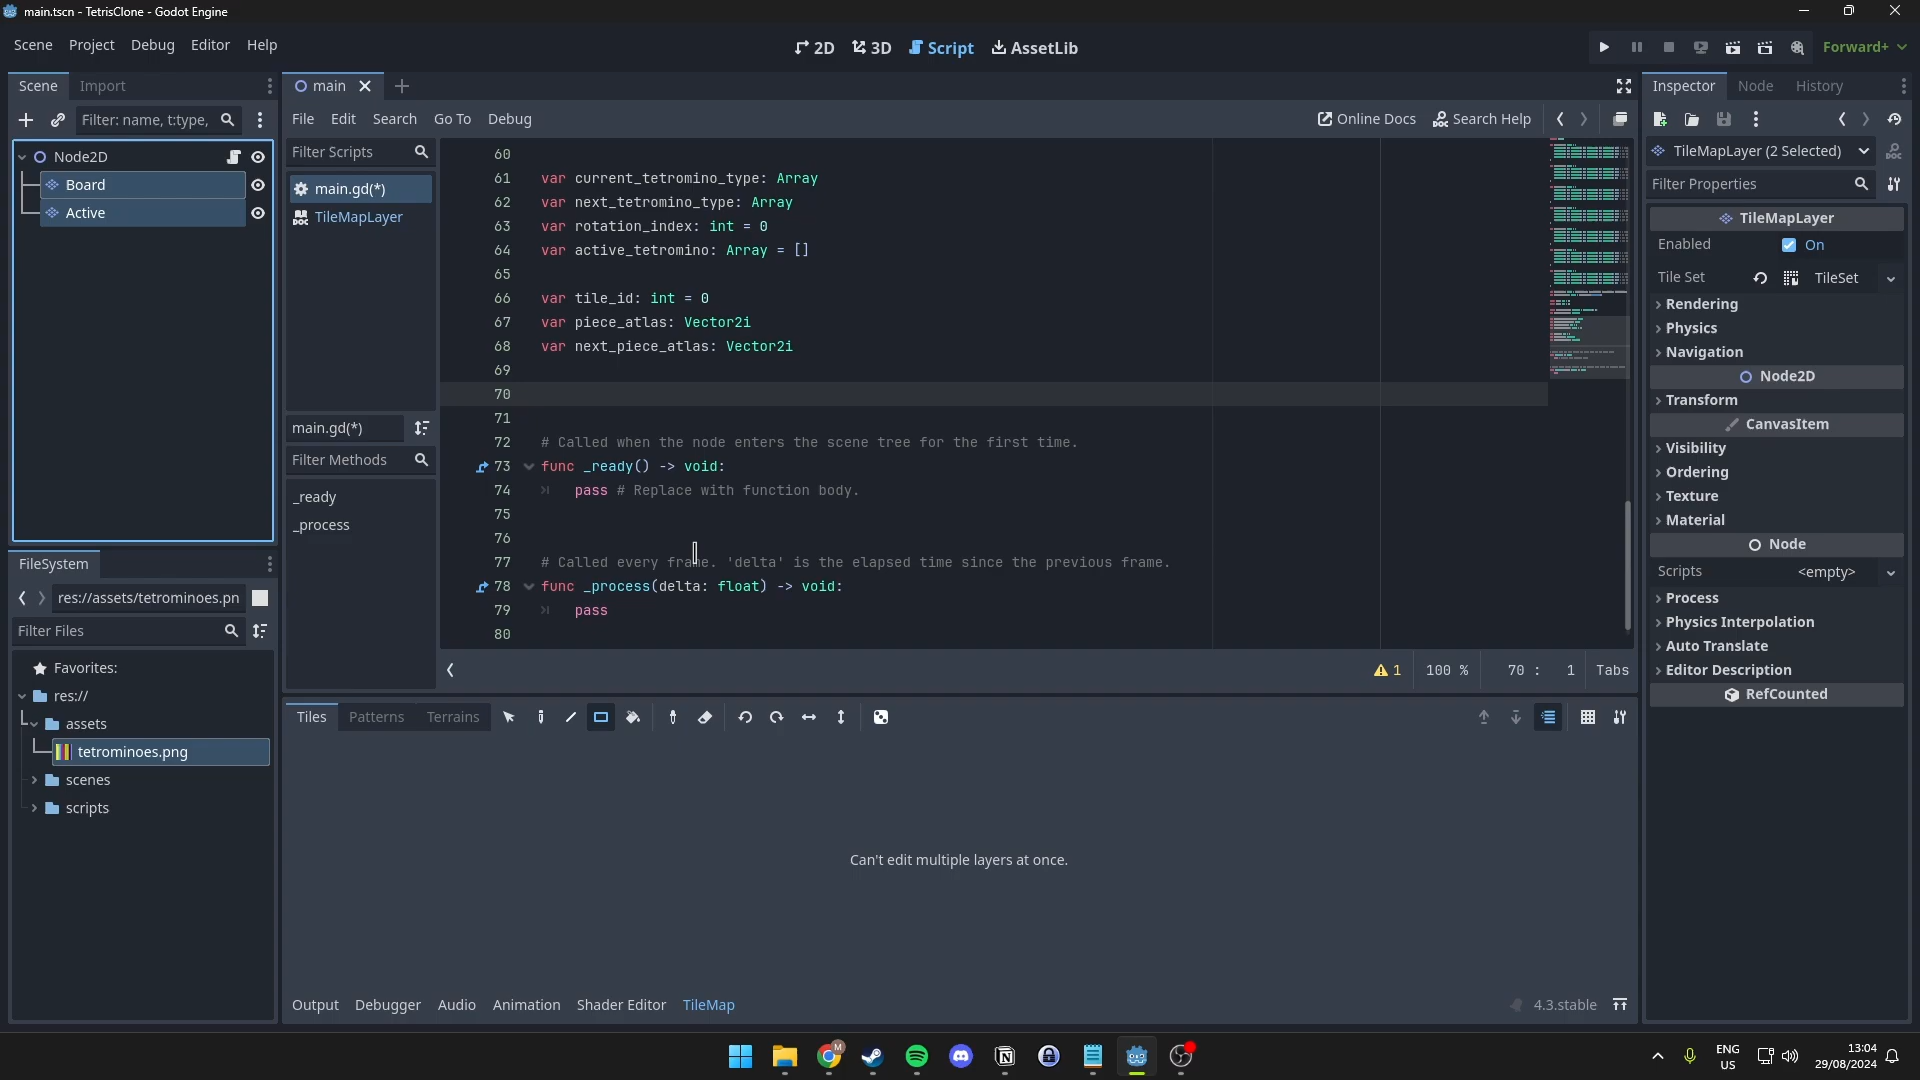 main.tscn - TetrisClone - Godot Engine
Scene Project Debug Editor Help
2D 3D Script AssetLib
Forward+
Scene Import
main
Inspector Node History
Filter: name, t:type,
File Edit Search Go To Debug
Online Docs Search Help
Node2D
Board
Active
Filter Scripts
main.gd(*)
TileMapLayer
main.gd(*)
Filter Methods
_ready
_process
60
61 var current_tetromino_type: Array
62 var next_tetromino_type: Array
63 var rotation_index: int = 0
64 var active_tetromino: Array = []
65
66 var tile_id: int = 0
67 var piece_atlas: Vector2i
68 var next_piece_atlas: Vector2i
69
70
71
72 # Called when the node enters the scene tree for the first time.
73 func _ready() -> void:
74 pass # Replace with function body.
75
76
77 # Called every frame. 'delta' is the elapsed time since the previous frame.
78 func _process(delta: float) -> void:
79 pass
80
1 100 % 70 : 1 Tabs
TileMapLayer (2 Selected)
Filter Properties
TileMapLayer
Enabled On
Tile Set TileSet
Rendering
Physics
Navigation
Node2D
Transform
CanvasItem
Visibility
Ordering
Texture
Material
Node
Scripts <empty>
Process
Physics Interpolation
Auto Translate
Editor Description
RefCounted
FileSystem
res://assets/tetrominoes.pn
Filter Files
Favorites:
res://
assets
tetrominoes.png
scenes
scripts
Tiles Patterns Terrains
Can't edit multiple layers at once.
Output Debugger Audio Animation Shader Editor TileMap
4.3.stable
M
ENG
US
13:04
29/08/2024